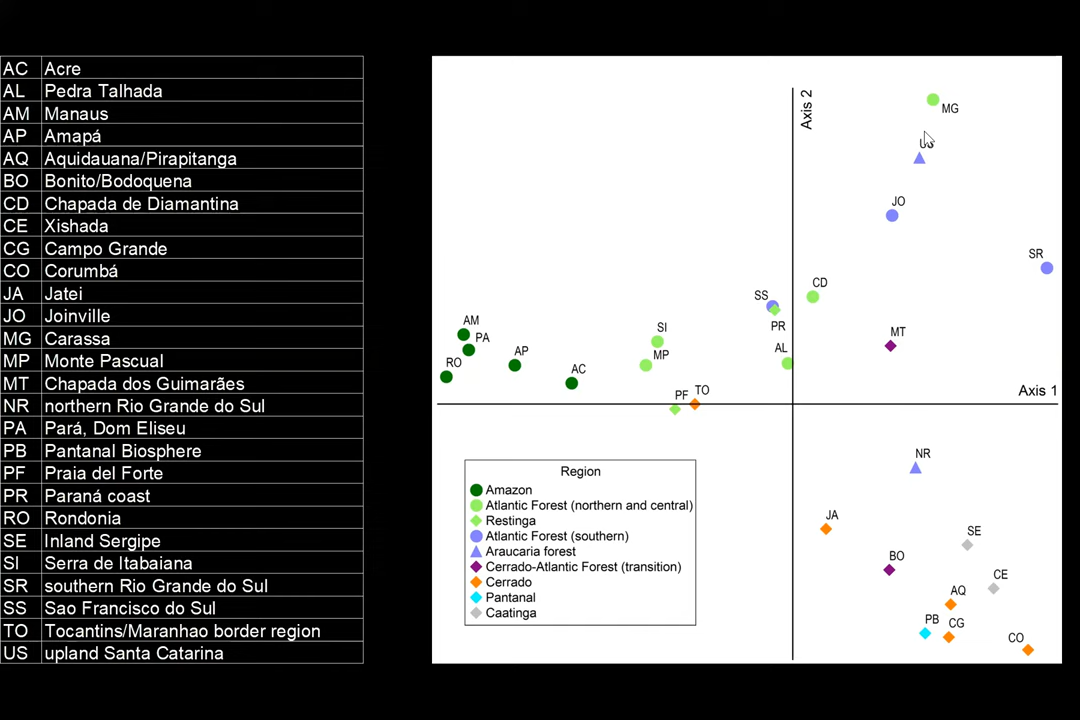 AC Acre
AL Pedra Talhada
AM Manaus
AP Amapá
AQ Aquidauana/Pirapitanga
BO Bonito/Bodoquena
CD Chapada de Diamantina
CE Xishada
CG Campo Grande
CO Corumbá
JA Jatei
JO Joinville
MG Carassa
MP Monte Pascual
MT Chapada dos Guimarães
NR northern Rio Grande do Sul
PA Pará, Dom Eliseu
PB Pantanal Biosphere
PF Praia del Forte
PR Paraná coast
RO Rondonia
SE Inland Sergipe
SI Serra de Itabaiana
SR southern Rio Grande do Sul
SS Sao Francisco do Sul
TO Tocantins/Maranhao border region
US upland Santa Catarina
Axis 2
MG
US
JO
SR
CD
SS
PR
MT
AM
PA
SI
AL
AP
MP
RO
AC
Axis 1
PF
TO
NR
Region
Amazon
Atlantic Forest (northern and central)
Restinga
Atlantic Forest (southern)
Araucaria forest
Cerrado-Atlantic Forest (transition)
Cerrado
Pantanal
Caatinga
JA
SE
BO
CE
AQ
PB
CG
CO